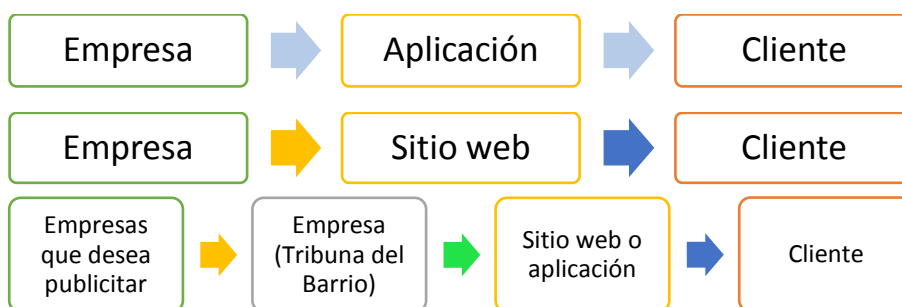 Empresa
Aplicación
Cliente
Empresa
Sitio web
Cliente
Empresas
que desea
publicitar
Empresa
(Tribuna del
Barrio)
Sitio web o
aplicación
Cliente